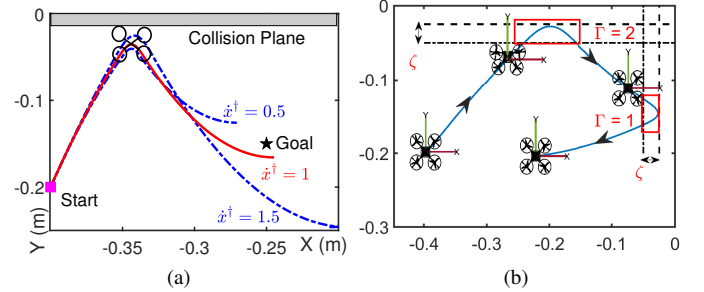 0
Collision Plane
-0.1
ẋ† = 0.5
Goal
ẋ† = 1
-0.2
Start
ẋ† = 1.5
Y (m)
X (m)
-0.35
-0.3
-0.25
(a)
0
Y
Γ = 2
ζ
X
-0.1
Y
X
Γ = 1
Y
Y
-0.2
X
X
ζ
-0.3
-0.4
-0.3
-0.2
-0.1
0
(b)